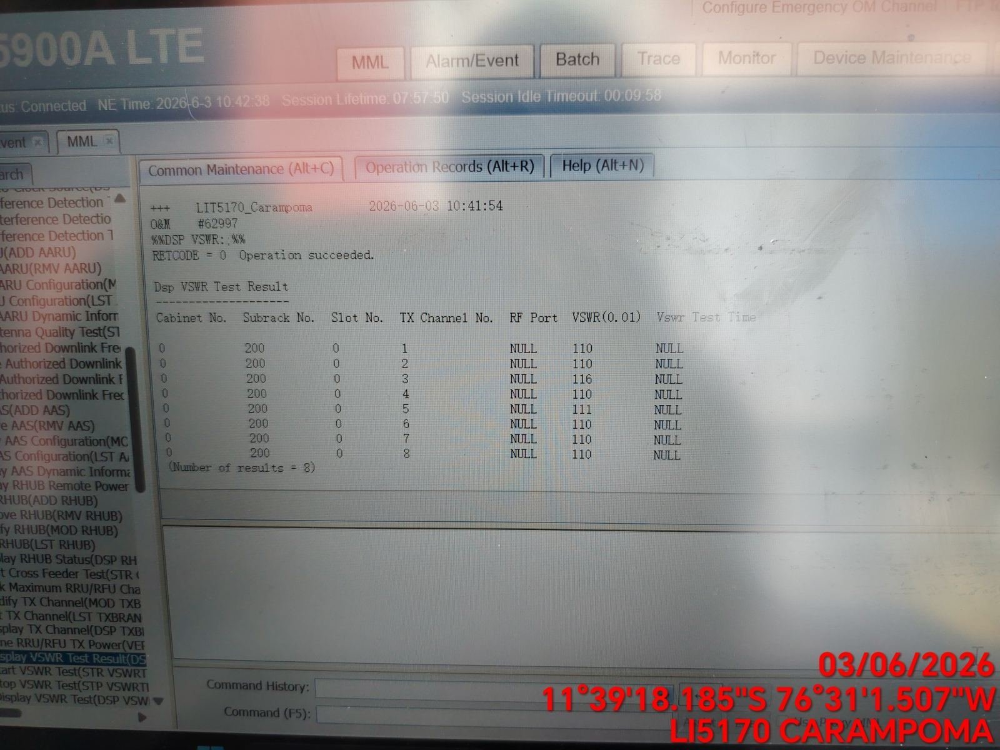 Configure Emergency OM Channel
5900A LTE
MML Alarm/Event Batch Trace Monitor Device Maintenance
us: Connected NE Time: 2026-6-3 10:42:38 Session Lifetime: 07:57:50 Session Idle Timeout: 00:09:58
vent MML
arch
Common Maintenance (Alt+C) Operation Records (Alt+R) Help (Alt+N)
ference Detection
terference Detectio
ference Detection T
J(ADD AARU)
AARU(RMV AARU)
ARU Configuration(M
J Configuration(LST
AARU Dynamic Inforr
tenna Quality Test(ST
horized Downlink Fre
e Authorized Downlink
Authorized Downlink F
horized Downlink Frec
AS(ADD AAS)
e AAS(RMV AAS)
AAS Configuration(MC
AS Configuration(LST A
ay AAS Dynamic Informa
ay RHUB Remote Power
RHUB(ADD RHUB)
ove RHUB(RMV RHUB)
fy RHUB(MOD RHUB)
RHUB(LST RHUB)
lay RHUB Status(DSP RH
t Cross Feeder Test(STR
k Maximum RRU/RFU Cha
dify TX Channel(MOD TXB
t TX Channel(LST TXBRAN
splay TX Channel(DSP TXB
ne RRU/RFU TX Power(VEF
splay VSWR Test Result(DS
art VSWR Test(STR VSWRT
top VSWR Test(STP VSWRT
isplay VSWR Test(DSP VSW
+++ LIT5170_Carampoma 2026-06-03 10:41:54
O&M #62997
%%DSP VSWR:;%%
RETCODE = 0 Operation succeeded.
Dsp VSWR Test Result
--------------------
Cabinet No. Subrack No. Slot No. TX Channel No. RF Port VSWR(0.01) Vswr Test Time
0 200 0 1 NULL 110 NULL
0 200 0 2 NULL 110 NULL
0 200 0 3 NULL 116 NULL
0 200 0 4 NULL 110 NULL
0 200 0 5 NULL 111 NULL
0 200 0 6 NULL 110 NULL
0 200 0 7 NULL 110 NULL
0 200 0 8 NULL 110 NULL
(Number of results = 8)
Command History:
Command (F5):
03/06/2026
11°39'18.185"S 76°31'1.507"W
LI5170 CARAMPOMA